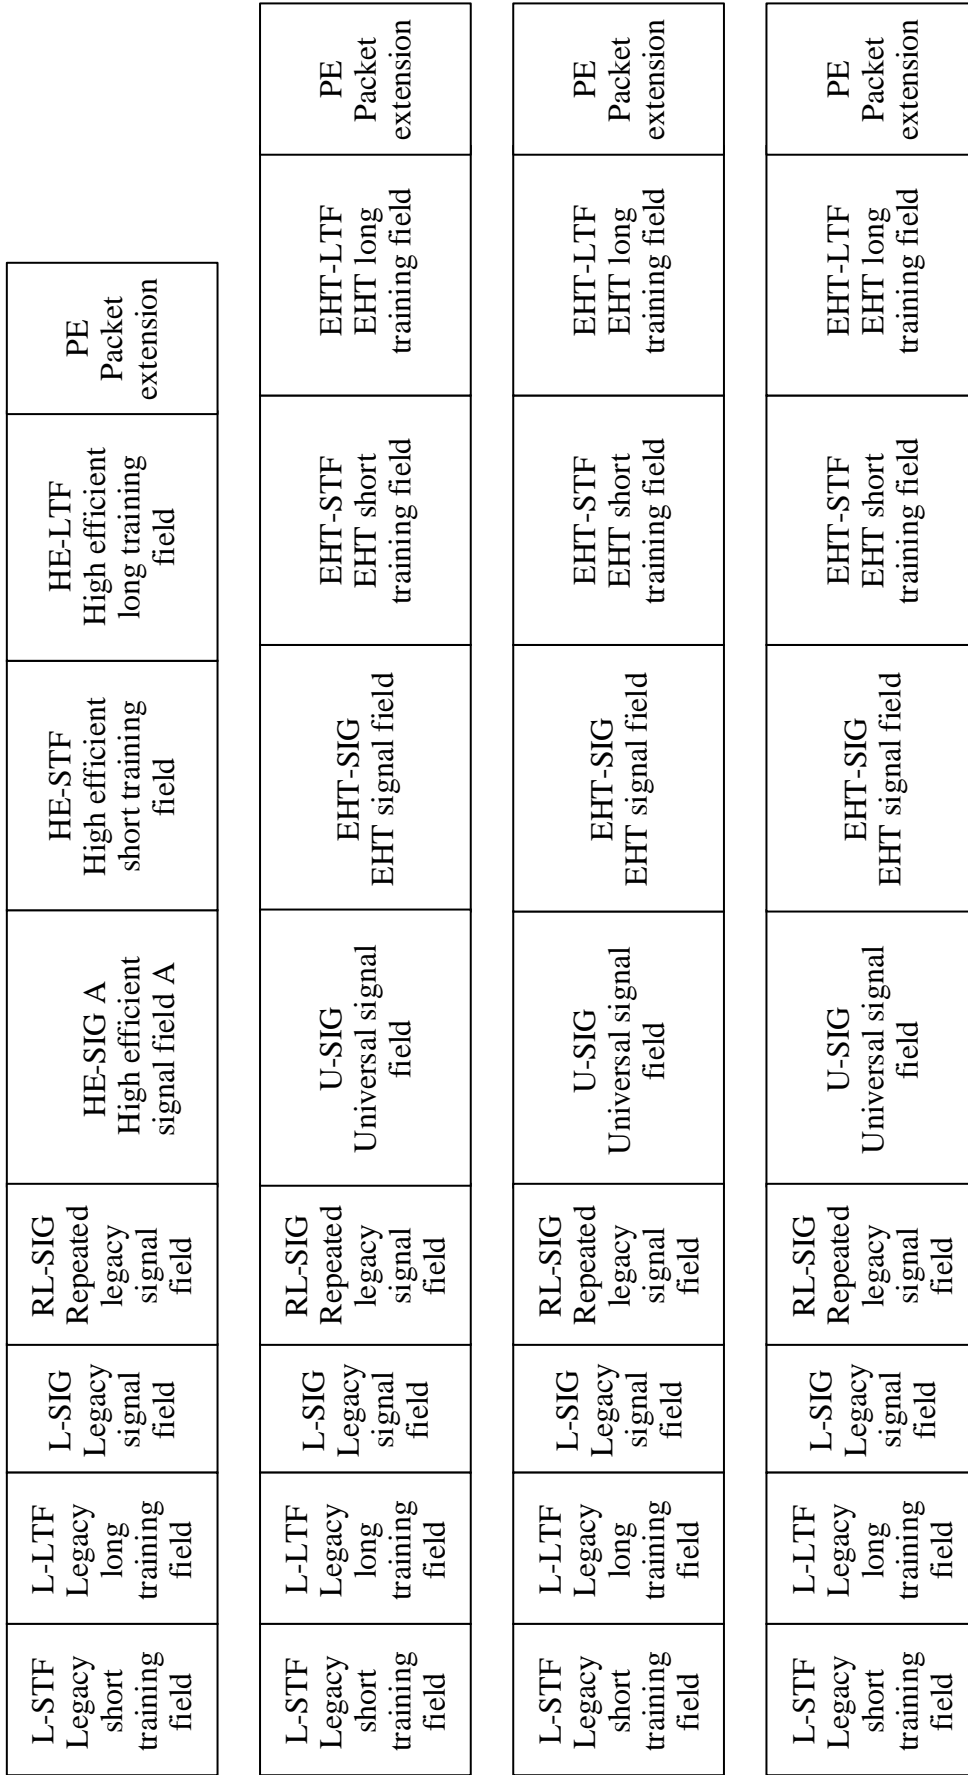 L-STF
Legacy
short
training
field
L-LTF
Legacy
long
training
field
L-SIG
Legacy
signal
field
RL-SIG
Repeated
legacy
signal
field
HE-SIG A
High efficient
signal field A
HE-STF
High efficient
short training
field
HE-LTF
High efficient
long training
field
PE
Packet
extension
L-STF
Legacy
short
training
field
L-LTF
Legacy
long
training
field
L-SIG
Legacy
signal
field
RL-SIG
Repeated
legacy
signal
field
U-SIG
Universal signal
field
EHT-SIG
EHT signal field
EHT-STF
EHT short
training field
EHT-LTF
EHT long
training field
PE
Packet
extension
L-STF
Legacy
short
training
field
L-LTF
Legacy
long
training
field
L-SIG
Legacy
signal
field
RL-SIG
Repeated
legacy
signal
field
U-SIG
Universal signal
field
EHT-SIG
EHT signal field
EHT-STF
EHT short
training field
EHT-LTF
EHT long
training field
PE
Packet
extension
L-STF
Legacy
short
training
field
L-LTF
Legacy
long
training
field
L-SIG
Legacy
signal
field
RL-SIG
Repeated
legacy
signal
field
U-SIG
Universal signal
field
EHT-SIG
EHT signal field
EHT-STF
EHT short
training field
EHT-LTF
EHT long
training field
PE
Packet
extension